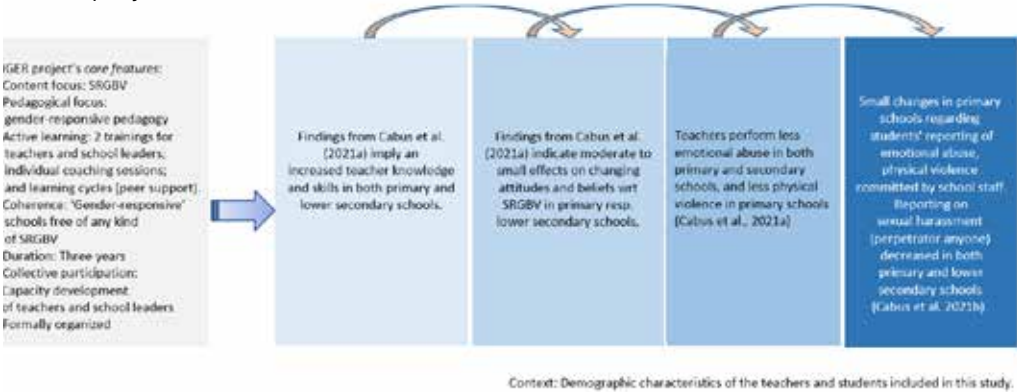 IGER project's core features:
Content focus: SRGBV
Pedagogical focus:
gender-responsive pedagogy
Active learning: 2 trainings for
teachers and school leaders;
individual coaching sessions;
and learning cycles (peer support)
Coherence: 'Gender-responsive'
schools free of any kind
of SRGBV
Duration: Three years
Collective participation:
Capacity development
of teachers and school leaders
Formally organized
Findings from Cabus et al.
(2021a) imply an
increased teacher knowledge
and skills in both primary and
lower secondary schools.
Findings from Cabus et al.
(2021a) indicate moderate to
small effects on changing
attitudes and beliefs wrt
SRGBV in primary resp.
lower secondary schools.
Teachers perform less
emotional abuse in both
primary and secondary
schools, and less physical
violence in primary schools
(Cabus et al., 2021a)
Small changes in primary
schools regarding
students' reporting of
emotional abuse,
physical violence
committed by school staff.
Reporting on
sexual harassment
(perpetrator anyone)
decreased in both
primary and lower
secondary schools
(Cabus et al. 2021b)
Context: Demographic characteristics of the teachers and students included in this study.